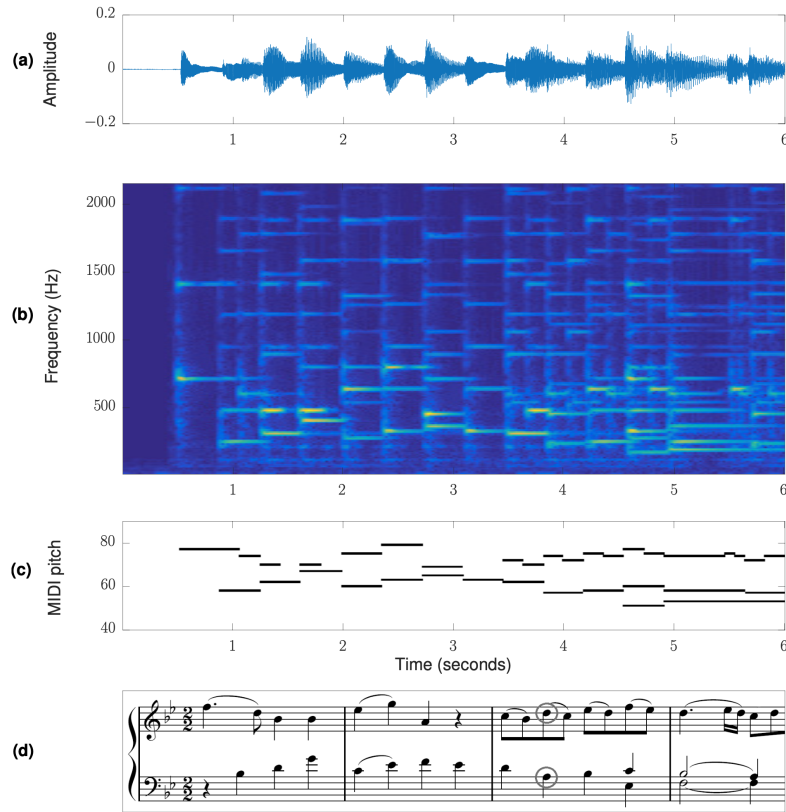 (a)
Amplitude
0.2
0
−0.2
1 2 3 4 5 6
(b)
Frequency (Hz)
2000
1500
1000
500
1 2 3 4 5 6
(c)
MIDI pitch
80
60
40
1 2 3 4 5 6
Time (seconds)
(d)
2
2
2
2